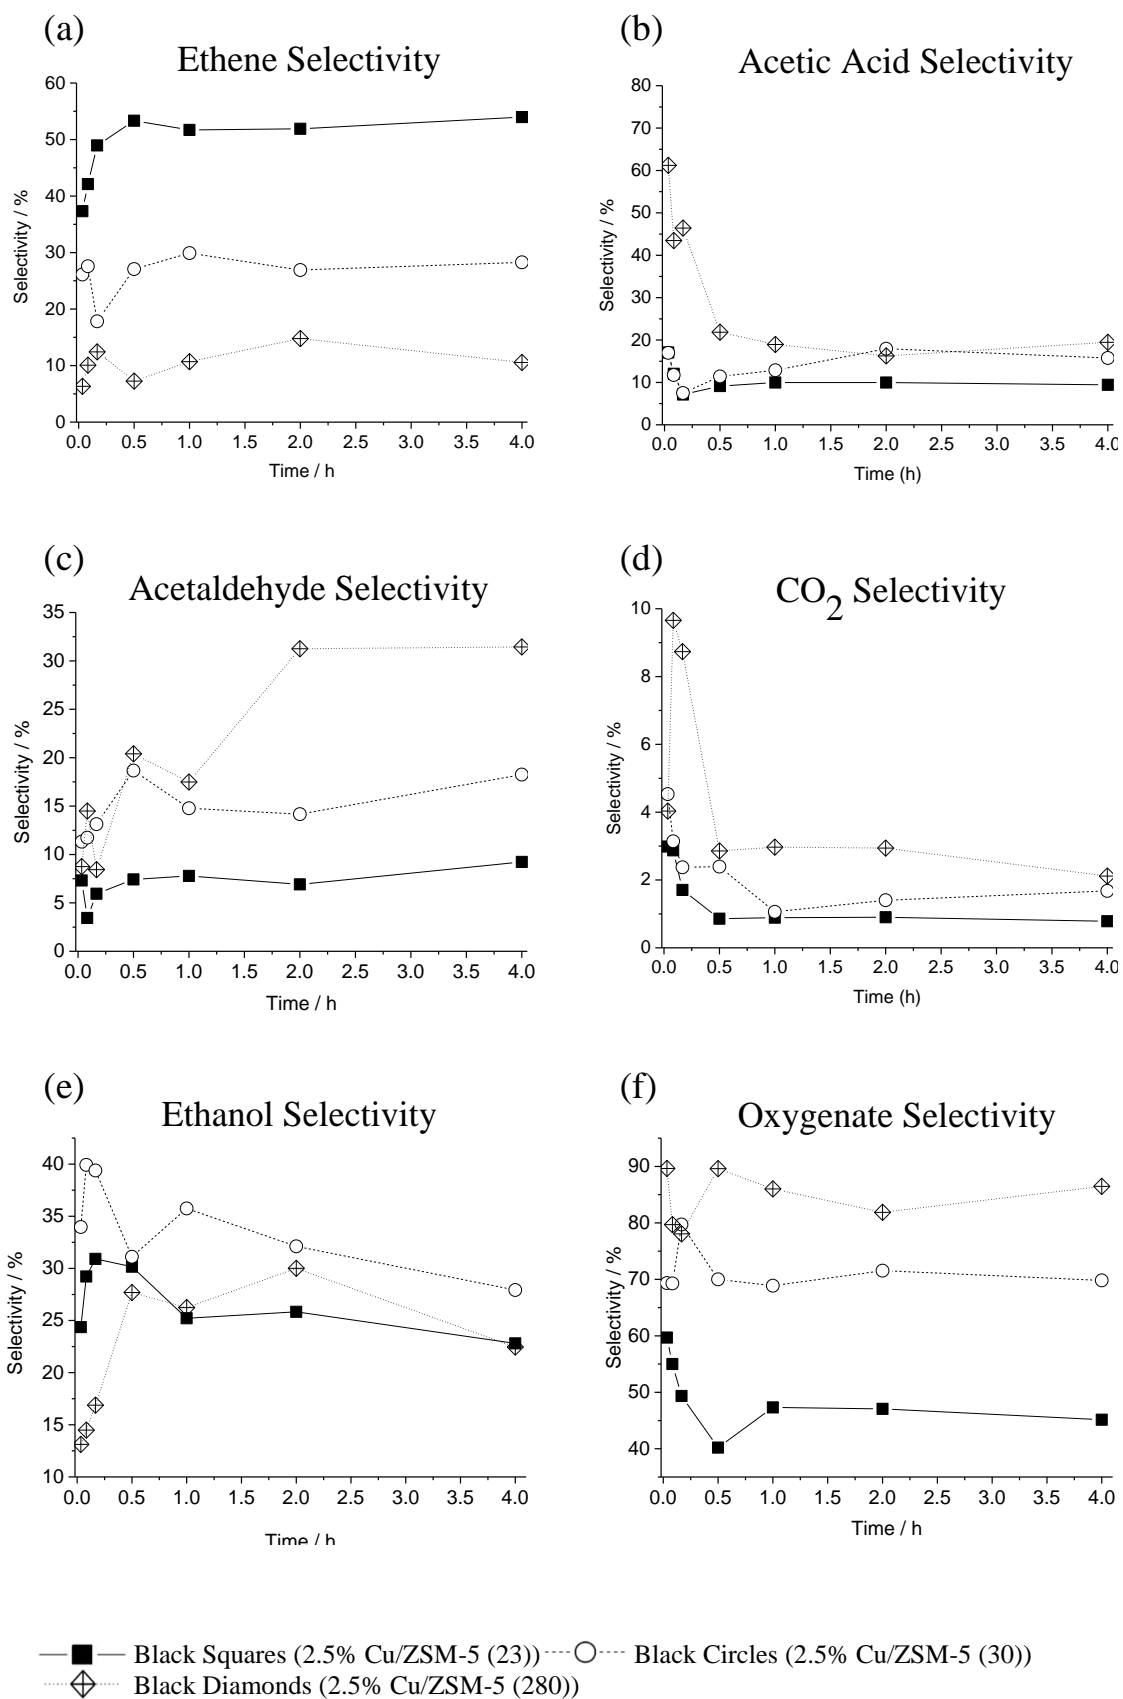 (a)
Ethene Selectivity
60
50
40
30
20
10
0
Selectivity / %
0.0 0.5 1.0 1.5 2.0 2.5 3.0 3.5 4.0
Time / h
(b)
Acetic Acid Selectivity
80
70
60
50
40
30
20
10
0
Selectivity / %
0.0 0.5 1.0 1.5 2.0 2.5 3.0 3.5 4.0
Time (h)
(c)
Acetaldehyde Selectivity
35
30
25
20
15
10
5
0
Selectivity / %
0.0 0.5 1.0 1.5 2.0 2.5 3.0 3.5 4.0
Time / h
(d)
CO2 Selectivity
10
8
6
4
2
0
Selectivity / %
0.0 0.5 1.0 1.5 2.0 2.5 3.0 3.5 4.0
Time (h)
(e)
Ethanol Selectivity
40
35
30
25
20
15
10
Selectivity / %
0.0 0.5 1.0 1.5 2.0 2.5 3.0 3.5 4.0
Time / h
(f)
Oxygenate Selectivity
90
80
70
60
50
40
Selectivity / %
0.0 0.5 1.0 1.5 2.0 2.5 3.0 3.5 4.0
Time / h
Black Squares (2.5% Cu/ZSM-5 (23)) Black Circles (2.5% Cu/ZSM-5 (30))
Black Diamonds (2.5% Cu/ZSM-5 (280))